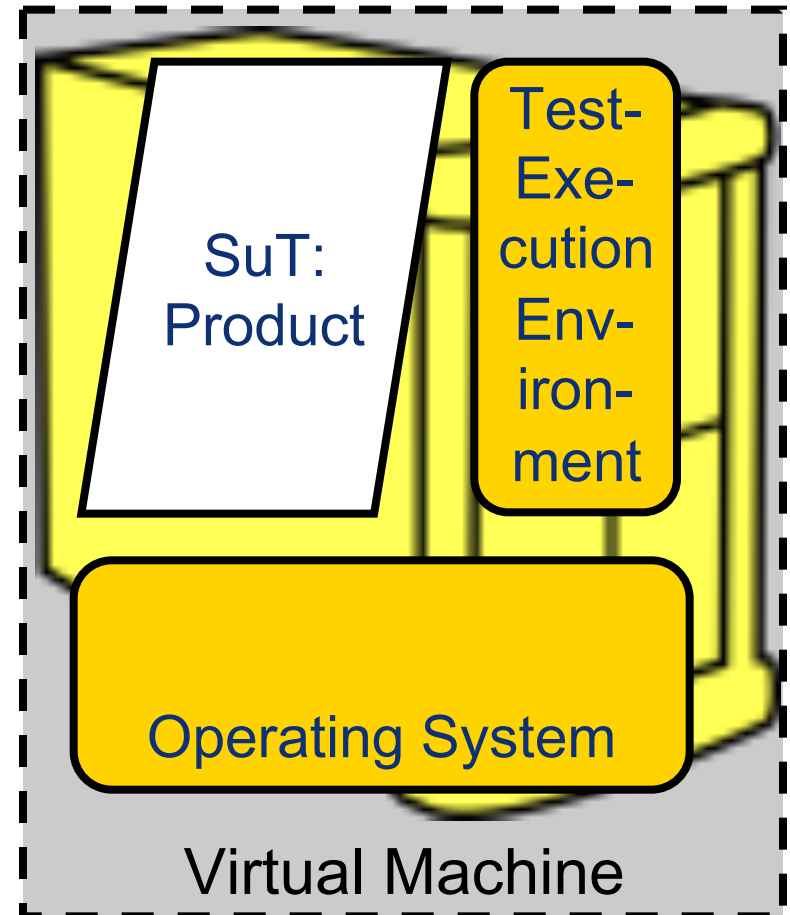 SuT:
Product
Test-
Exe-
cution
Env-
iron-
ment
Operating System
Virtual Machine